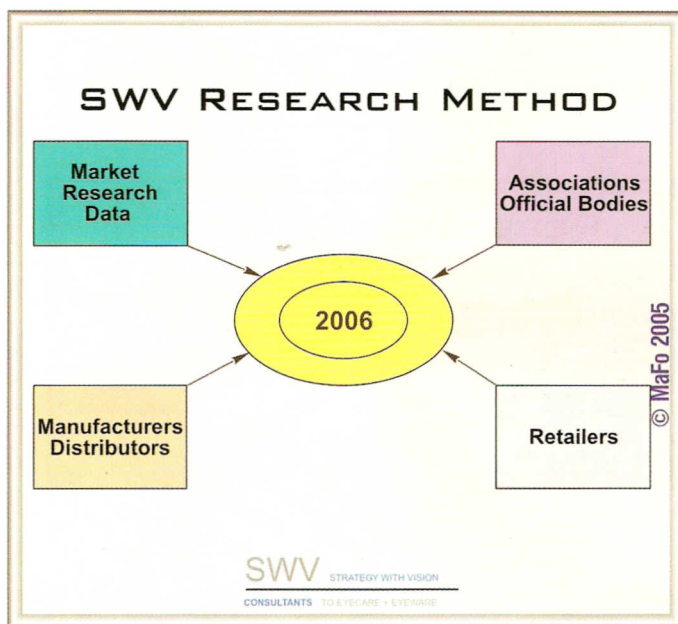 SWV RESEARCH METHOD
Market
Research
Data
Associations
Official Bodies
2006
Manufacturers
Distributors
Retailers
© MaFo 2005
SWV STRATEGY WITH VISION
CONSULTANTS TO EYECARE + EYEWARE